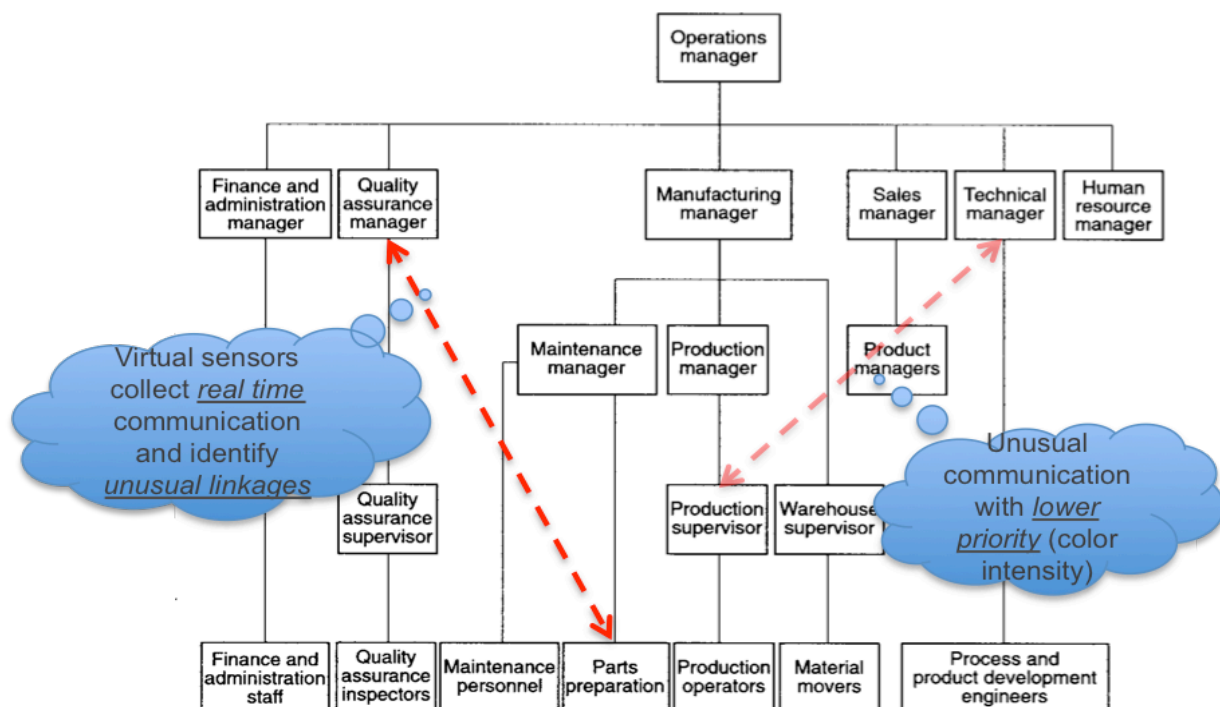 Operations
manager
Finance and
administration
manager
Quality
assurance
manager
Manufacturing
manager
Sales
manager
Technical
manager
Human
resource
manager
Maintenance
manager
Production
manager
Product
managers
Virtual sensors
collect real time
communication
and identify
unusual linkages
Unusual
communication
with lower
priority (color
intensity)
Quality
assurance
supervisor
Production
supervisor
Warehouse
supervisor
Finance and
administration
staff
Quality
assurance
inspectors
Maintenance
personnel
Parts
preparation
Production
operators
Material
movers
Process and
product development
engineers